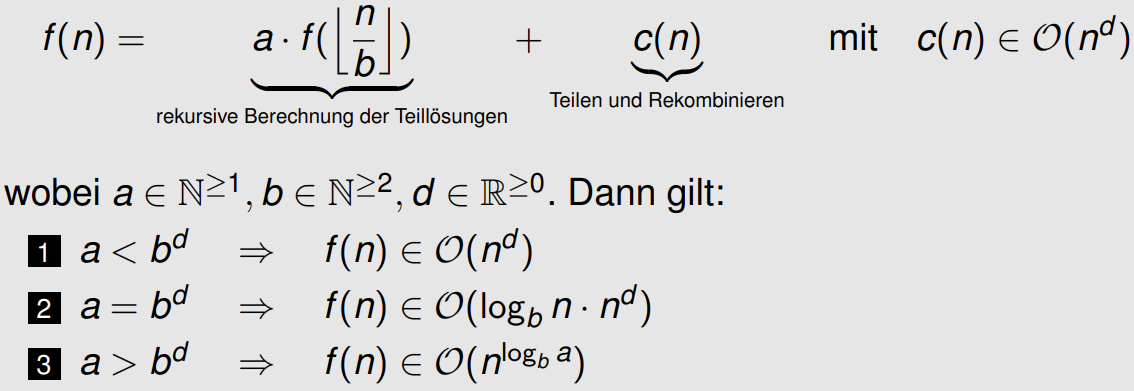 f(n) = a · f(⌊n/b⌋) + c(n) mit c(n) ∈ 𝒪(n^d)
rekursive Berechnung der Teillösungen
Teilen und Rekombinieren
wobei a ∈ ℕ^≥1, b ∈ ℕ^≥2, d ∈ ℝ^≥0. Dann gilt:
1 a < b^d ⇒ f(n) ∈ 𝒪(n^d)
2 a = b^d ⇒ f(n) ∈ 𝒪(log_b n · n^d)
3 a > b^d ⇒ f(n) ∈ 𝒪(n^(log_b a))